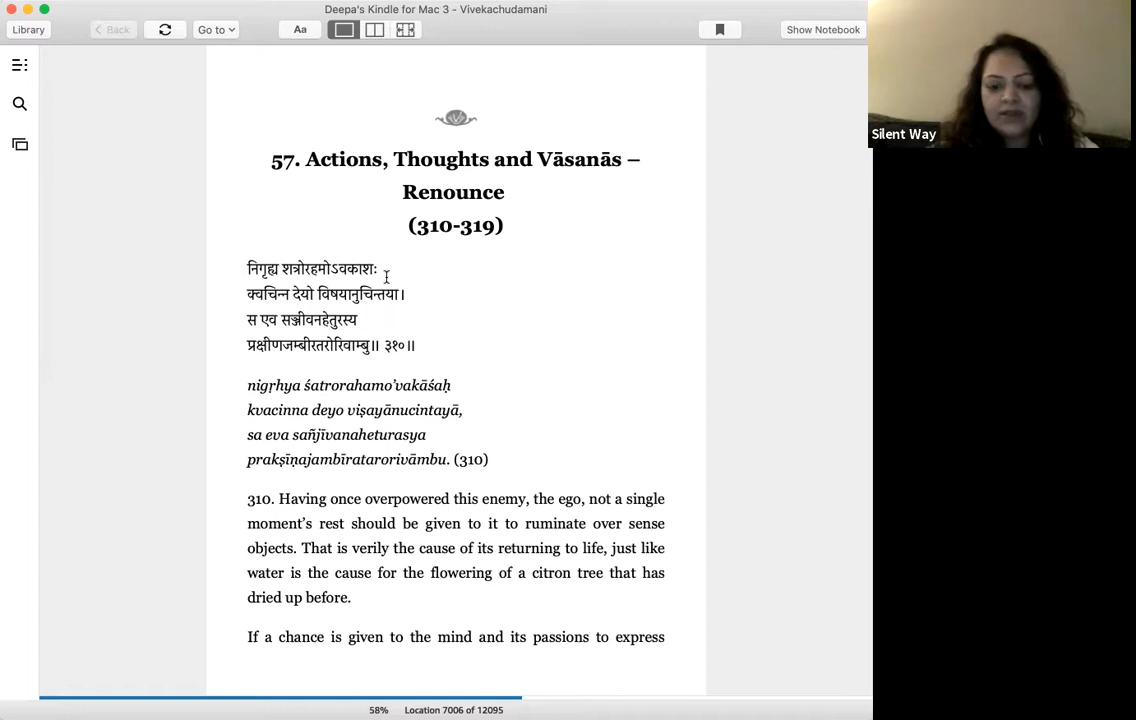 Deepa's Kindle for Mac 3 - Vivekachudamani
Library
Back
Go to
Aa
Show Notebook
Silent Way
57. Actions, Thoughts and Vāsanās –
Renounce
(310-319)
निगृह्य शत्रोरहमोऽवकाशः
क्वचिन्न देयो विषयानुचिन्तया।
स एव सञ्जीवनहेतुरस्य
प्रक्षीणजम्बीरतरोरिवाम्बु॥ ३१०॥
nigṛhya śatrorahamo’vakāśaḥ
kvacinna deyo viṣayānucintayā,
sa eva sañjīvanaheturasya
prakṣīṇajambīratarorivāmbu. (310)
310. Having once overpowered this enemy, the ego, not a single
moment’s rest should be given to it to ruminate over sense
objects. That is verily the cause of its returning to life, just like
water is the cause for the flowering of a citron tree that has
dried up before.
If a chance is given to the mind and its passions to express
58%
Location 7006 of 12095